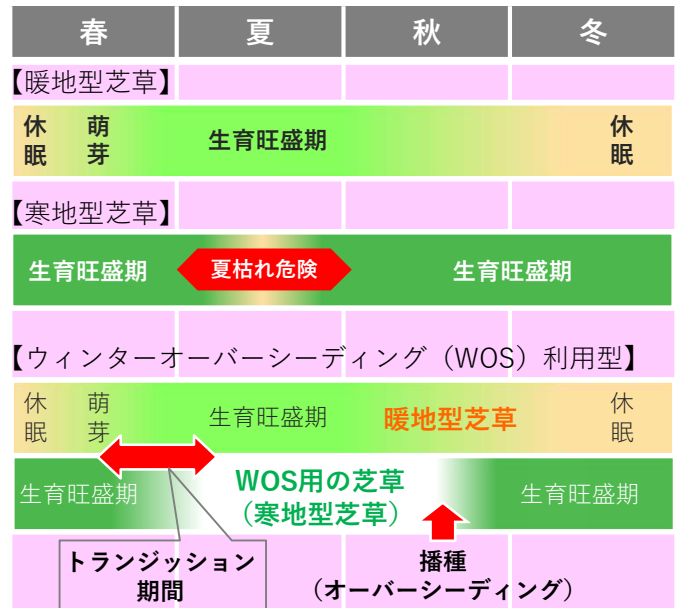 春 夏 秋 冬
【暖地型芝草】
休眠 萌芽 生育旺盛期 休眠
【寒地型芝草】
生育旺盛期 夏枯れ危険 生育旺盛期
【ウィンターオーバーシーディング（WOS）利用型】
休眠 萌芽 生育旺盛期 暖地型芝草 休眠
生育旺盛期 WOS用の芝草 生育旺盛期
（寒地型芝草）
トランジッション
期間
播種
（オーバーシーディング）